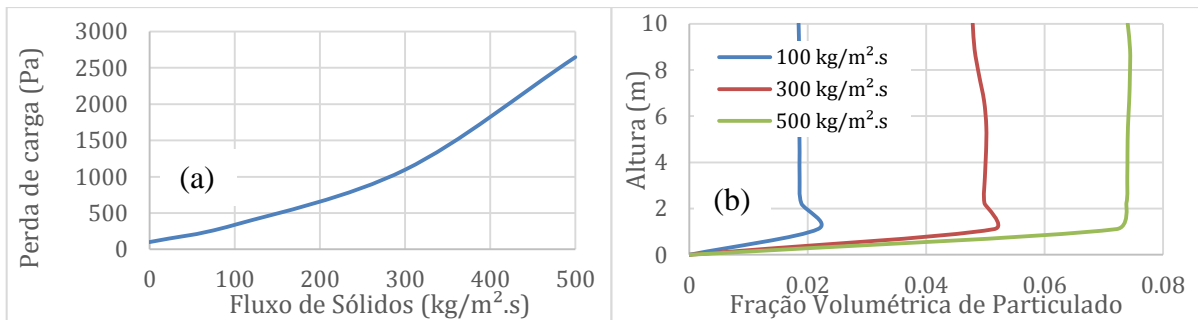 Perda de carga (Pa)
3000
2500
2000
1500
1000
500
0
(a)
0 100 200 300 400 500
Fluxo de Sólidos (kg/m².s)
Altura (m)
10
8
6
4
2
0
100 kg/m².s
300 kg/m².s
500 kg/m².s
(b)
0 0.02 0.04 0.06 0.08
Fração Volumétrica de Particulado